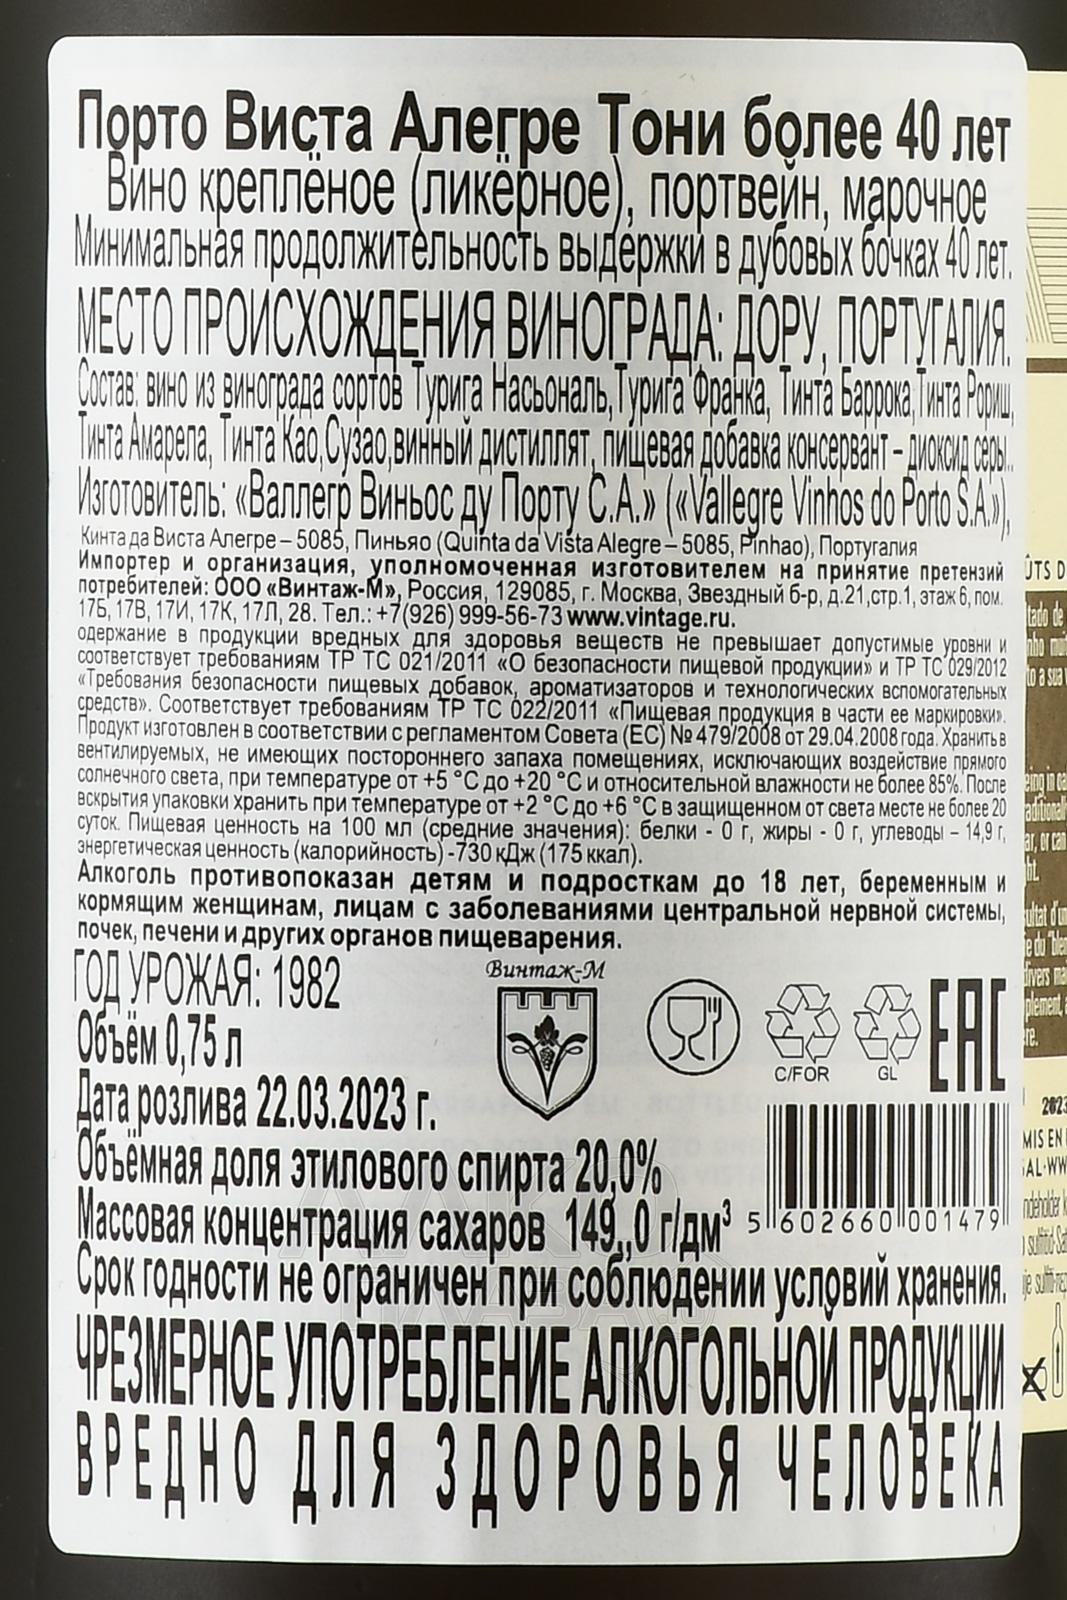 Порто Виста Алегре Тони более 40 лет
Вино креплёное (ликёрное), портвейн, марочное
Минимальная продолжительность выдержки в дубовых бочках 40 лет.
МЕСТО ПРОИСХОЖДЕНИЯ ВИНОГРАДА: ДОРУ, ПОРТУГАЛИЯ.
Состав: вино из винограда сортов Турига Насьональ, Турига Франка, Тинта Баррока, Тинта Рориш,
Тинта Амарела, Тинта Као, Сузао, винный дистиллят, пищевая добавка консервант – диоксид серы..
Изготовитель: «Валлегр Виньос ду Порту С.А.» («Vallegre Vinhos do Porto S.A.»),
Кинта да Виста Алегре – 5085, Пиньяо (Quinta da Vista Alegre – 5085, Pinhao), Португалия
Импортер и организация, уполномоченная изготовителем на принятие претензий
потребителей: ООО «Винтаж-М», Россия, 129085, г. Москва, Звездный б-р, д.21,стр.1, этаж 6, пом.
17Б, 17В, 17И, 17К, 17Л, 28. Тел.: +7(926) 999-56-73 www.vintage.ru.
одержание в продукции вредных для здоровья веществ не превышает допустимые уровни и
соответствует требованиям ТР ТС 021/2011 «О безопасности пищевой продукции» и ТР ТС 029/2012
«Требования безопасности пищевых добавок, ароматизаторов и технологических вспомогательных
средств». Соответствует требованиям ТР ТС 022/2011 «Пищевая продукция в части ее маркировки».
Продукт изготовлен в соответствии с регламентом Совета (ЕС) № 479/2008 от 29.04.2008 года. Хранить в
вентилируемых, не имеющих постороннего запаха помещениях, исключающих воздействие прямого
солнечного света, при температуре от +5 °С до +20 °С и относительной влажности не более 85%. После
вскрытия упаковки хранить при температуре от +2 °С до +6 °С в защищенном от света месте не более 20
суток. Пищевая ценность на 100 мл (средние значения): белки - 0 г, жиры - 0 г, углеводы – 14,9 г,
энергетическая ценность (калорийность) -730 кДж (175 ккал).
Алкоголь противопоказан детям и подросткам до 18 лет, беременным и
кормящим женщинам, лицам с заболеваниями центральной нервной системы,
почек, печени и других органов пищеварения.
ГОД УРОЖАЯ: 1982
Винтаж-М
C/FOR
GL
EAC
Объём 0,75 л
Дата розлива 22.03.2023 г.
Объёмная доля этилового спирта 20,0%
Массовая концентрация сахаров 149,,0 г/дм³
5 602660 001479
Срок годности не ограничен при соблюдении условий хранения.
ЧРЕЗМЕРНОЕ УПОТРЕБЛЕНИЕ АЛКОГОЛЬНОЙ ПРОДУКЦИИ
ВРЕДНО ДЛЯ ЗДОРОВЬЯ ЧЕЛОВЕКА